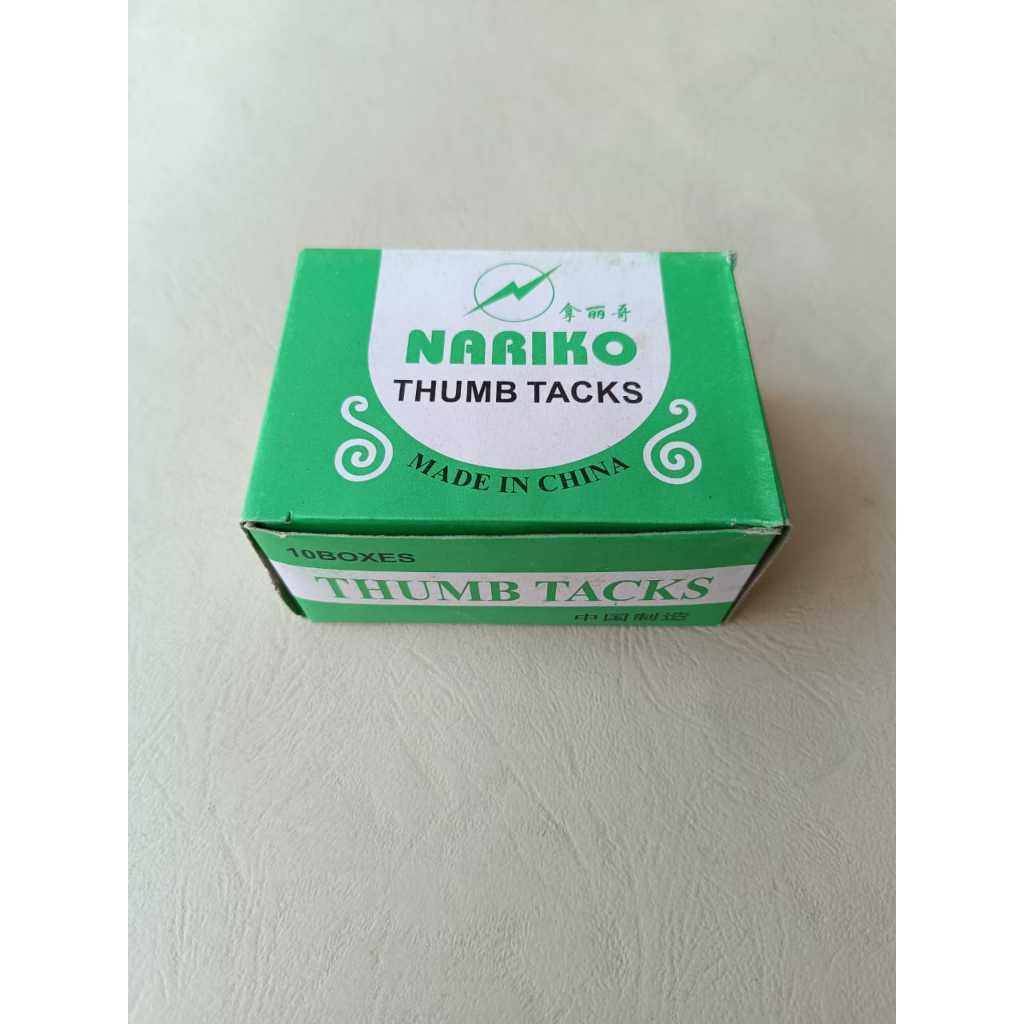 拿丽哥
NARIKO
THUMB TACKS
MADE IN CHINA
10BOXES
THUMB TACKS
中国制造